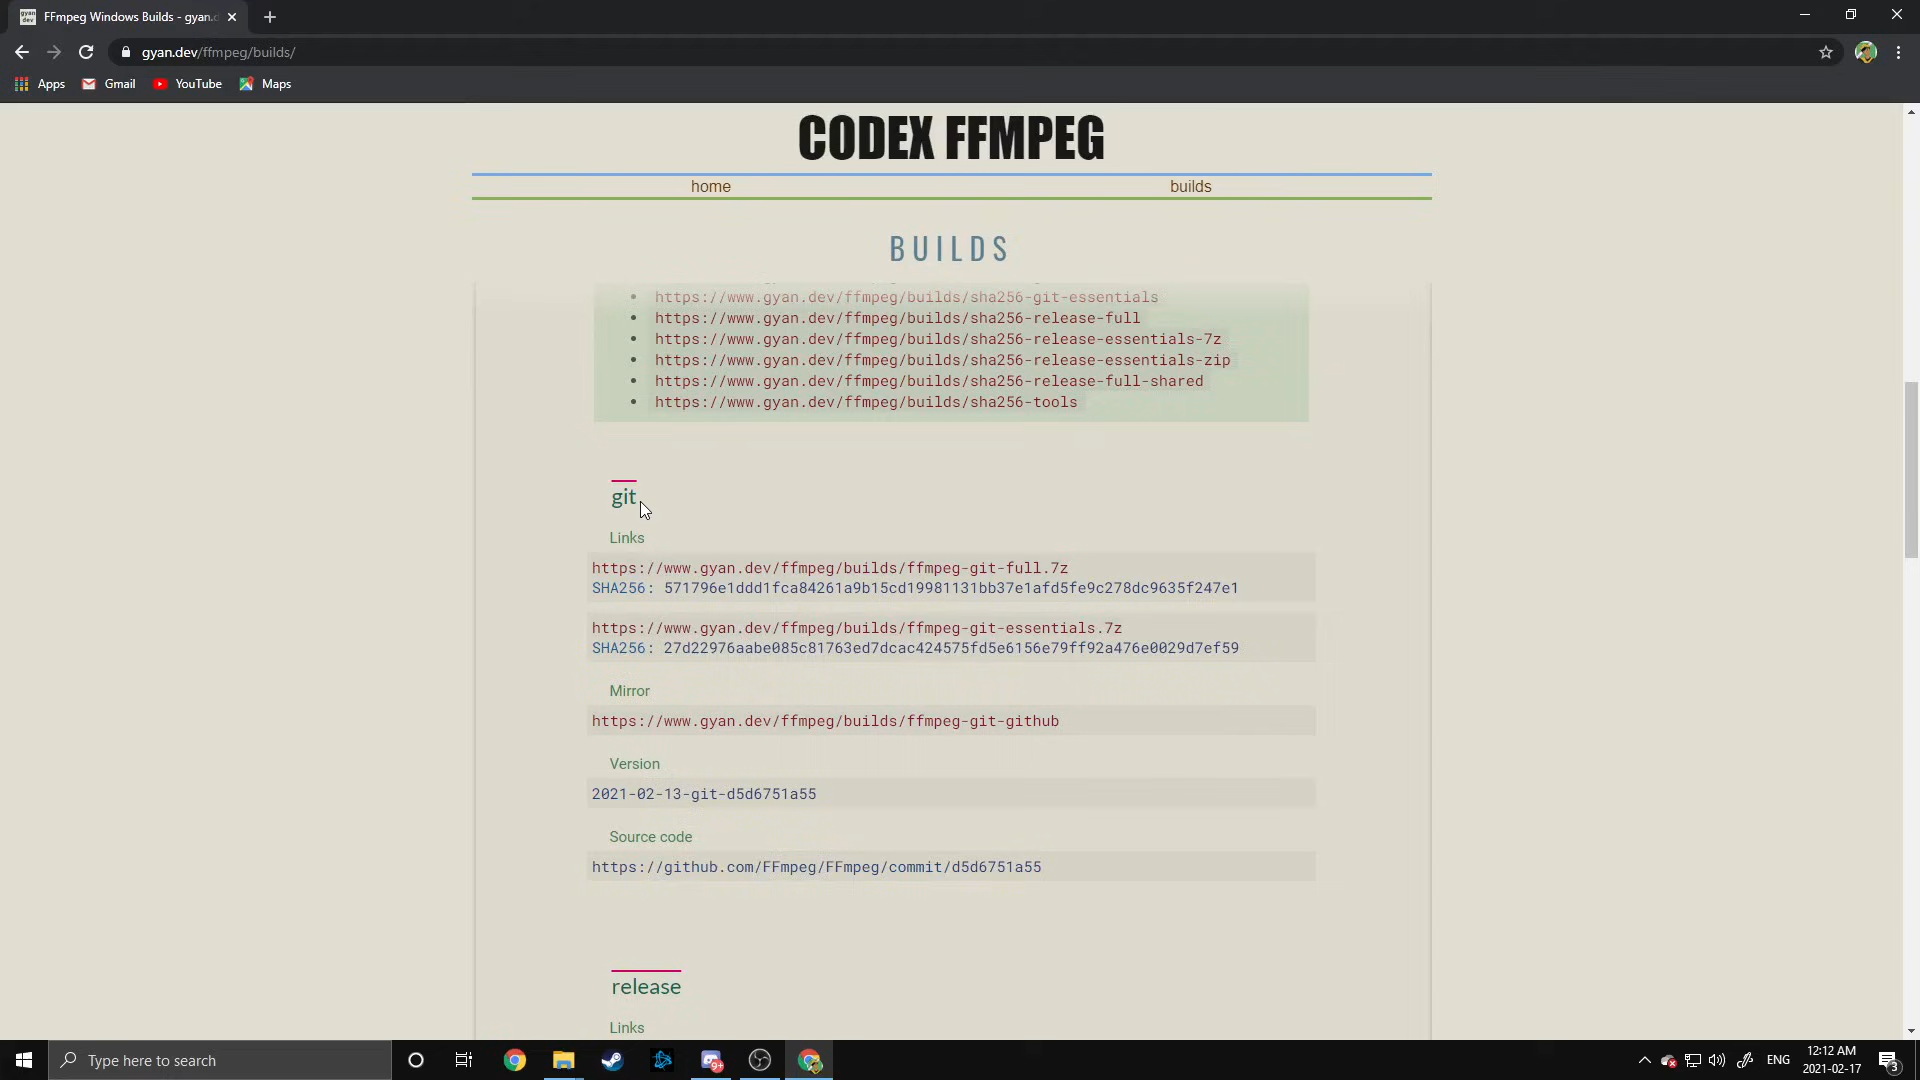 FFmpeg Windows Builds - gyan.d
gyan.dev/ffmpeg/builds/
Apps
Gmail
YouTube
Maps
CODEX FFMPEG
home
builds
BUILDS
https://www.gyan.dev/ffmpeg/builds/sha256-git-essentials
https://www.gyan.dev/ffmpeg/builds/sha256-release-full
https://www.gyan.dev/ffmpeg/builds/sha256-release-essentials-7z
https://www.gyan.dev/ffmpeg/builds/sha256-release-essentials-zip
https://www.gyan.dev/ffmpeg/builds/sha256-release-full-shared
https://www.gyan.dev/ffmpeg/builds/sha256-tools
git
Links
https://www.gyan.dev/ffmpeg/builds/ffmpeg-git-full.7z
SHA256: 571796e1ddd1fca84261a9b15cd19981131bb37e1afd5fe9c278dc9635f247e1
https://www.gyan.dev/ffmpeg/builds/ffmpeg-git-essentials.7z
SHA256: 27d22976aabe085c81763ed7dcac424575fd5e6156e79ff92a476e0029d7ef59
Mirror
https://www.gyan.dev/ffmpeg/builds/ffmpeg-git-github
Version
2021-02-13-git-d5d6751a55
Source code
https://github.com/FFmpeg/FFmpeg/commit/d5d6751a55
release
Links
Type here to search
9+
ENG
12:12 AM
2021-02-17
3